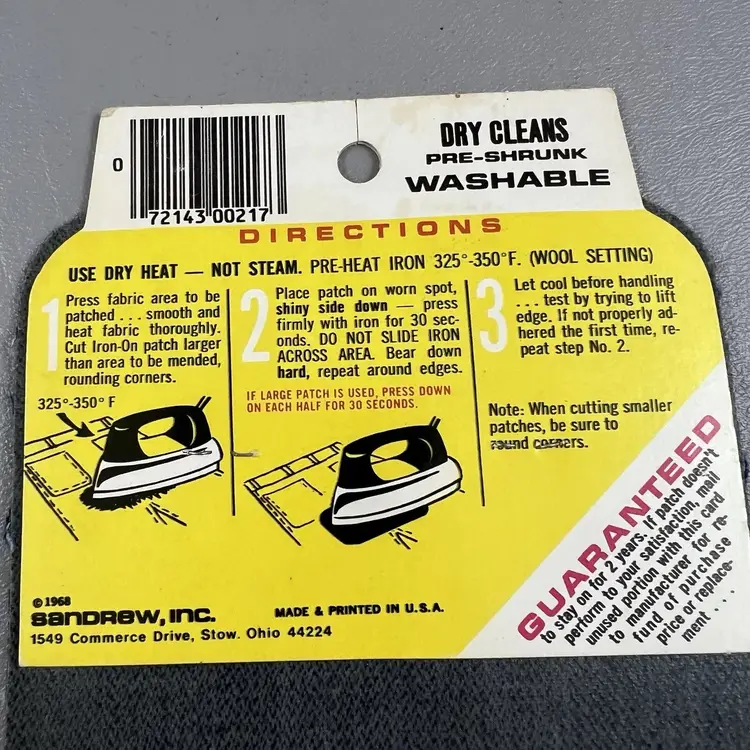 DRY CLEANS
PRE-SHRUNK
WASHABLE
0 72143 00217
DIRECTIONS
USE DRY HEAT — NOT STEAM. PRE-HEAT IRON 325°-350°F. (WOOL SETTING)
1
Press fabric area to be
patched . . . smooth and
heat fabric thoroughly.
Cut Iron-On patch larger
than area to be mended,
rounding corners.
325°-350° F
2
Place patch on worn spot,
shiny side down — press
firmly with iron for 30 sec-
onds. DO NOT SLIDE IRON
ACROSS AREA. Bear down
hard, repeat around edges.
IF LARGE PATCH IS USED, PRESS DOWN
ON EACH HALF FOR 30 SECONDS.
3
Let cool before handling
. . . test by trying to lift
edge. If not properly ad-
hered the first time, re-
peat step No. 2.
Note: When cutting smaller
patches, be sure to
round corners.
GUARANTEED
to stay on for 2 years. If patch doesn't
perform to your satisfaction, mail
unused portion with this card
to manufacturer for re-
fund of purchase
price or replace-
ment . . . .
© 1968
SANDREW, INC.
1549 Commerce Drive, Stow, Ohio 44224
MADE & PRINTED IN U.S.A.